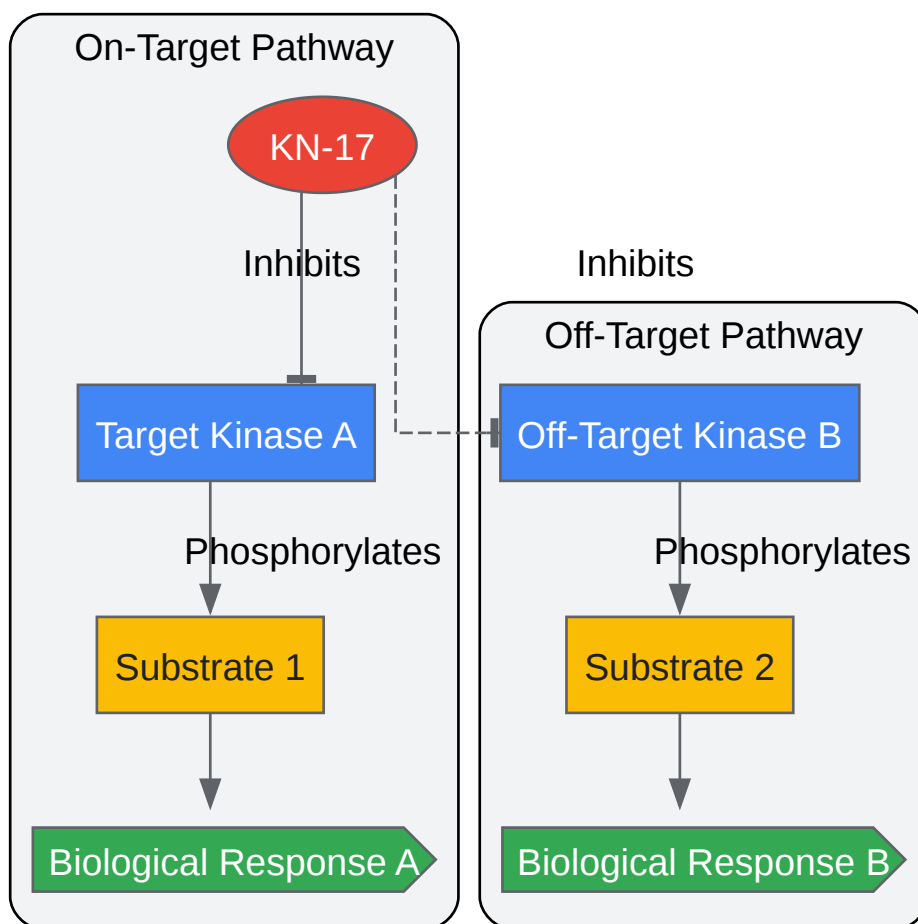 On-Target Pathway
KN-17
Inhibits
Inhibits
Off-Target Pathway
Target Kinase A
Off-Target Kinase B
Phosphorylates
Phosphorylates
Substrate 1
Substrate 2
Biological Response A
Biological Response B